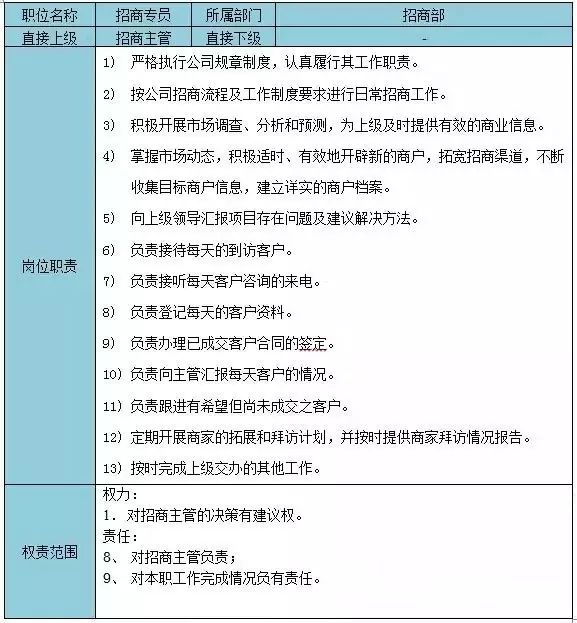 职位名称 招商专员 所属部门 招商部
直接上级 招商主管 直接下级 -
岗位职责
1） 严格执行公司规章制度，认真履行其工作职责。
2） 按公司招商流程及工作制度要求进行日常招商工作。
3） 积极开展市场调查、分析和预测，为上级及时提供有效的商业信息。
4） 掌握市场动态，积极适时、有效地开辟新的商户，拓宽招商渠道，不断
收集目标商户信息，建立详实的商户档案。
5） 向上级领导汇报项目存在问题及建议解决方法。
6） 负责接待每天的到访客户。
7） 负责接听每天客户咨询的来电。
8） 负责登记每天的客户资料。
9） 负责办理已成交客户合同的签定。
10）负责向主管汇报每天客户的情况。
11）负责跟进有希望但尚未成交之客户。
12）定期开展商家的拓展和拜访计划，并按时提供商家拜访情况报告。
13）按时完成上级交办的其他工作。
权责范围
权力：
1．对招商主管的决策有建议权。
责任：
8、 对招商主管负责；
9、 对本职工作完成情况负有责任。